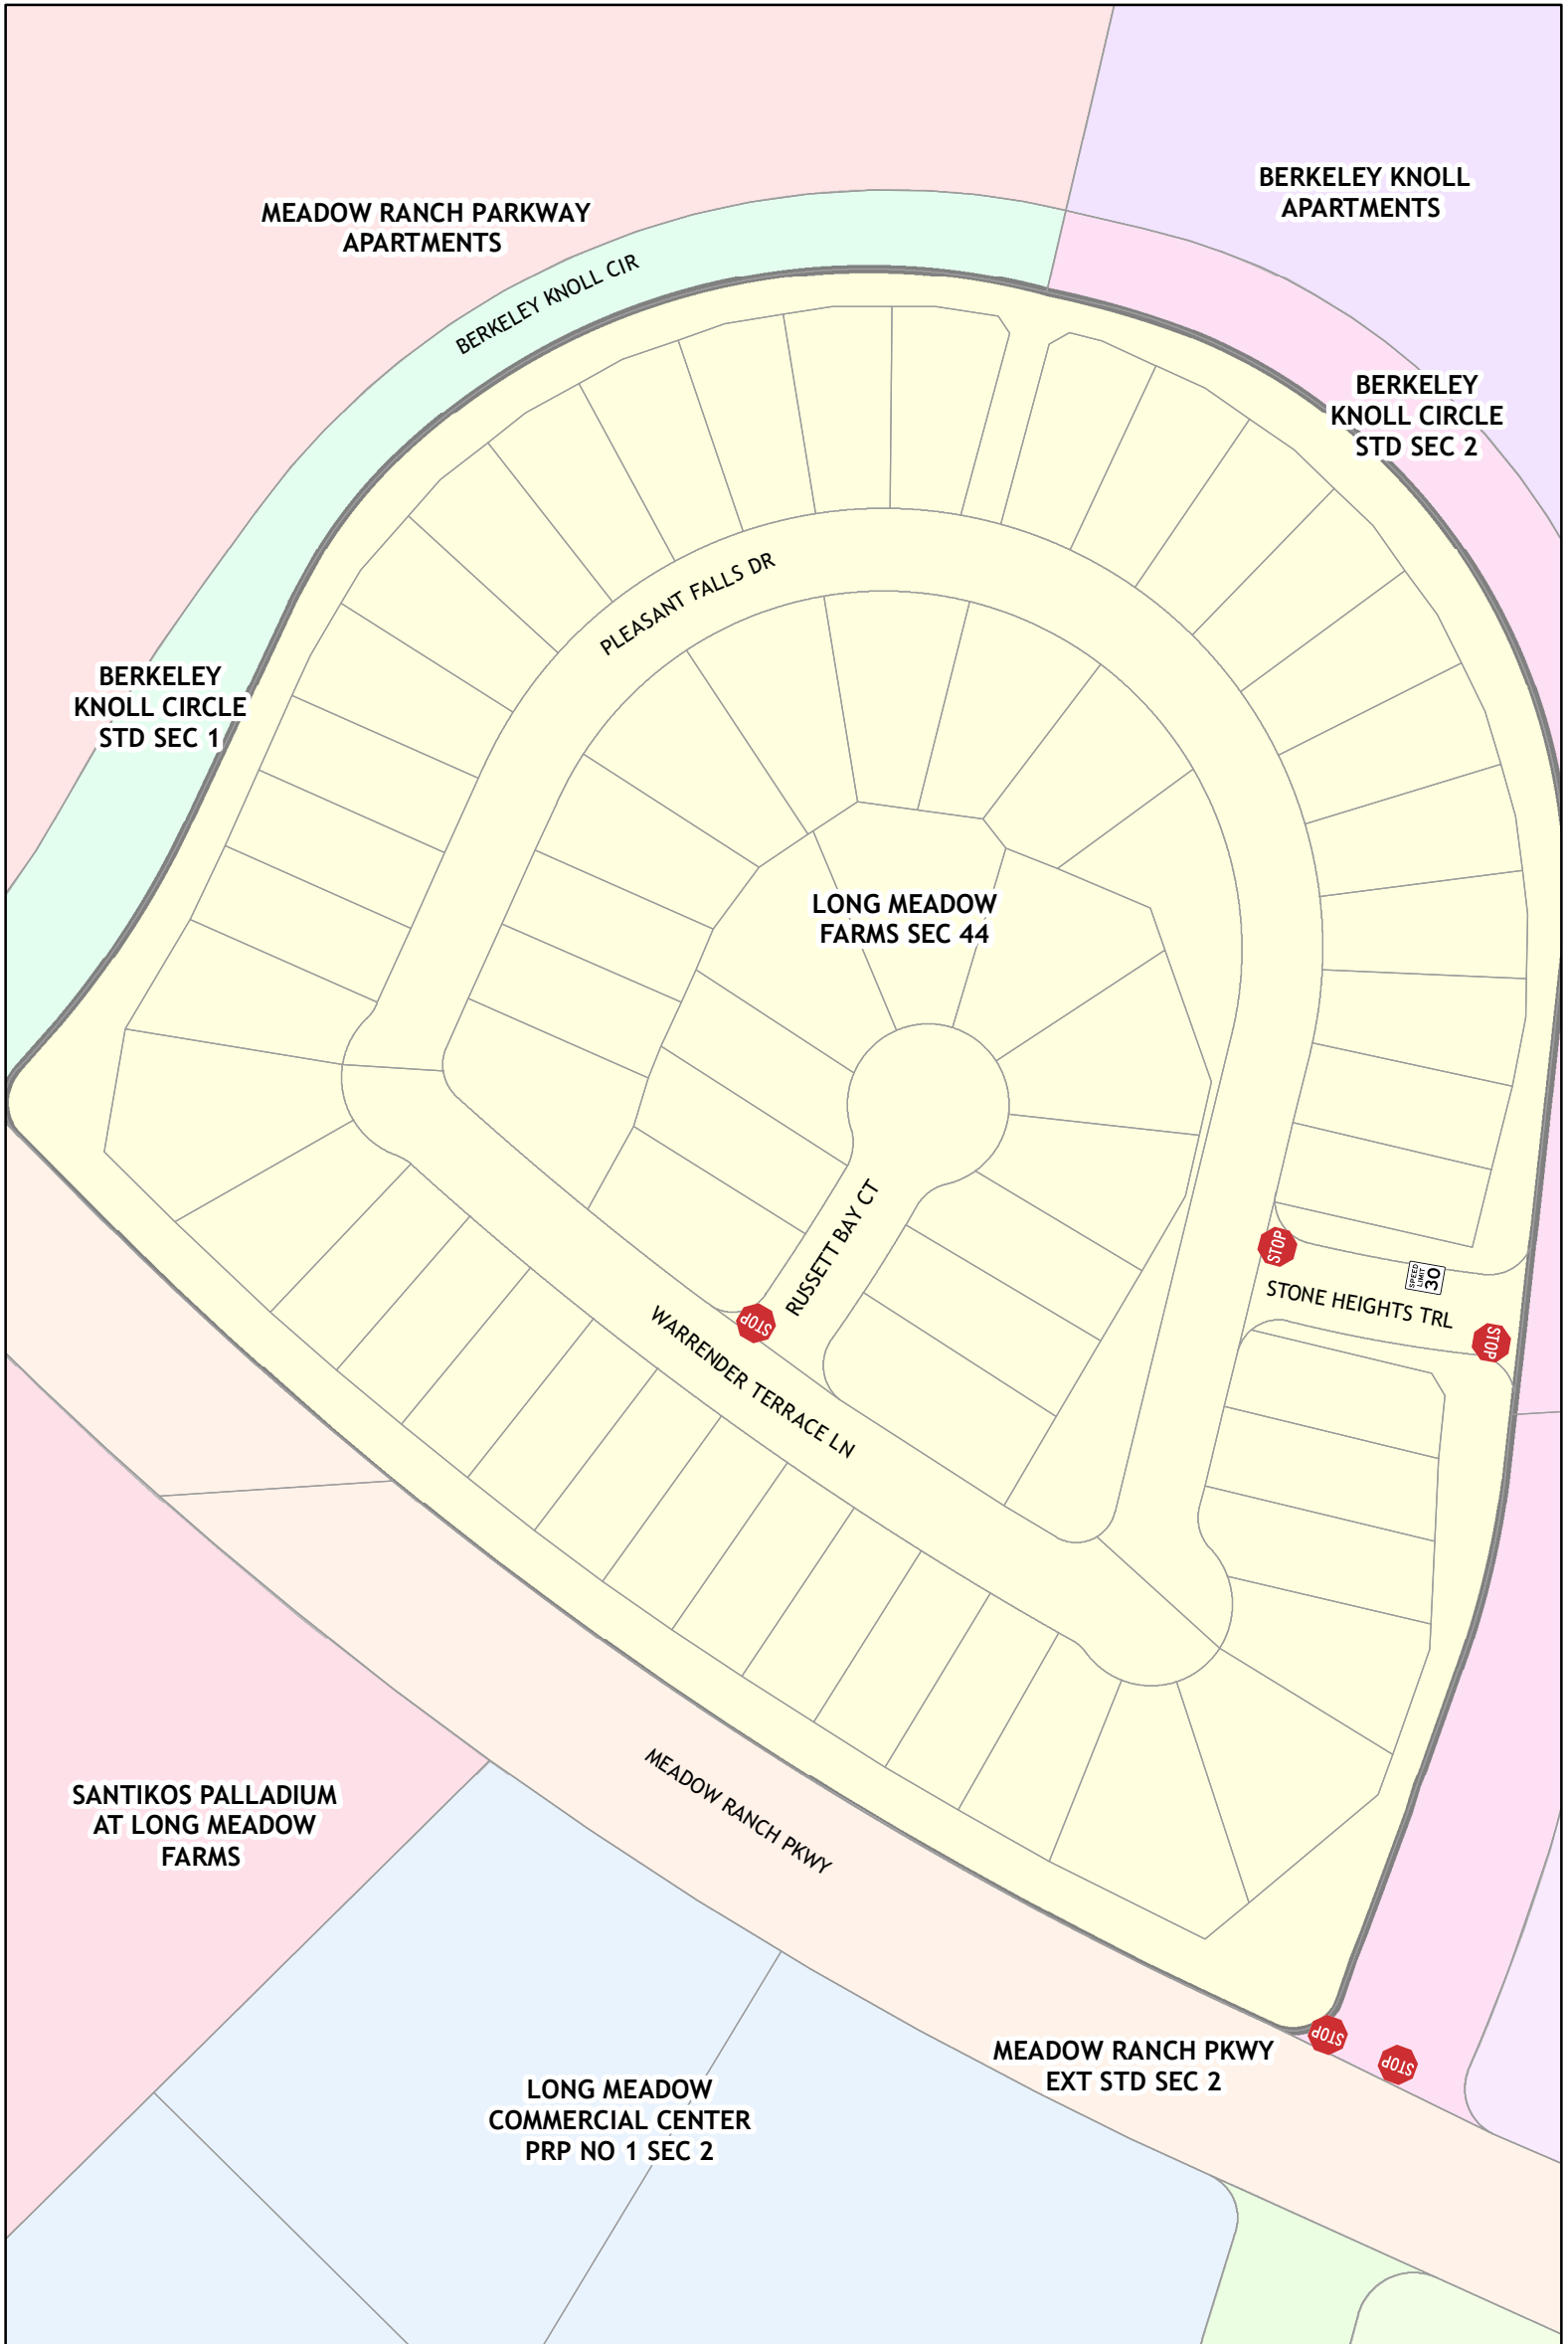 BERKELEY KNOLL
APARTMENTS
MEADOW RANCH PARKWAY
APARTMENTS
BERKELEY KNOLL CIR
BERKELEY
KNOLL CIRCLE
STD SEC 2
PLEASANT FALLS DR
BERKELEY
KNOLL CIRCLE
STD SEC 1
LONG MEADOW
FARMS SEC 44
RUSSETT BAY CT
STOP
SPEED
LIMIT
30
STONE HEIGHTS TRL
STOP
STOP
WARRENDER TERRACE LN
SANTIKOS PALLADIUM
AT LONG MEADOW
FARMS
MEADOW RANCH PKWY
STOP
STOP
MEADOW RANCH PKWY
EXT STD SEC 2
LONG MEADOW
COMMERCIAL CENTER
PRP NO 1 SEC 2